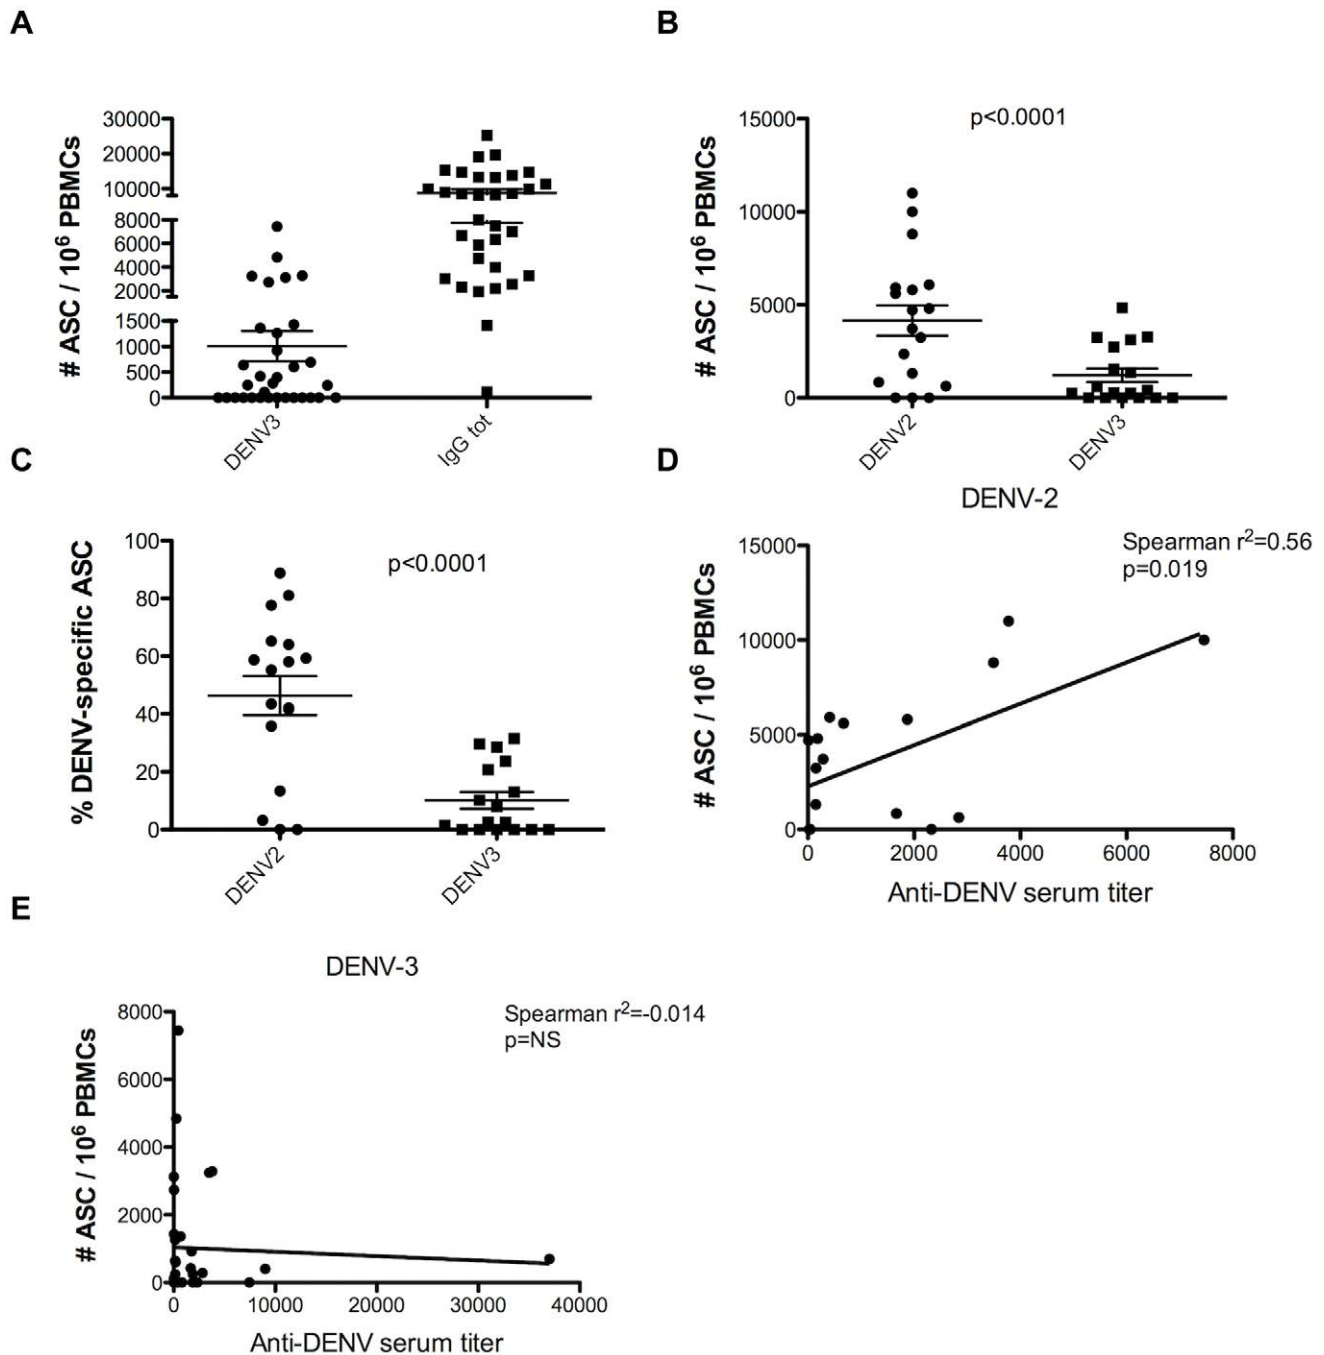 A
# ASC / 10⁶ PBMCs
30000
20000
10000
8000
6000
4000
2000
1500
1000
500
0
DENV3
IgG tot
B
p<0.0001
# ASC / 10⁶ PBMCs
15000
10000
5000
0
DENV2
DENV3
C
p<0.0001
% DENV-specific ASC
100
80
60
40
20
0
DENV2
DENV3
D
DENV-2
Spearman r²=0.56
p=0.019
# ASC / 10⁶ PBMCs
15000
10000
5000
0
0 2000 4000 6000 8000
Anti-DENV serum titer
E
DENV-3
Spearman r²=-0.014
p=NS
# ASC / 10⁶ PBMCs
8000
6000
4000
2000
0
0 10000 20000 30000 40000
Anti-DENV serum titer